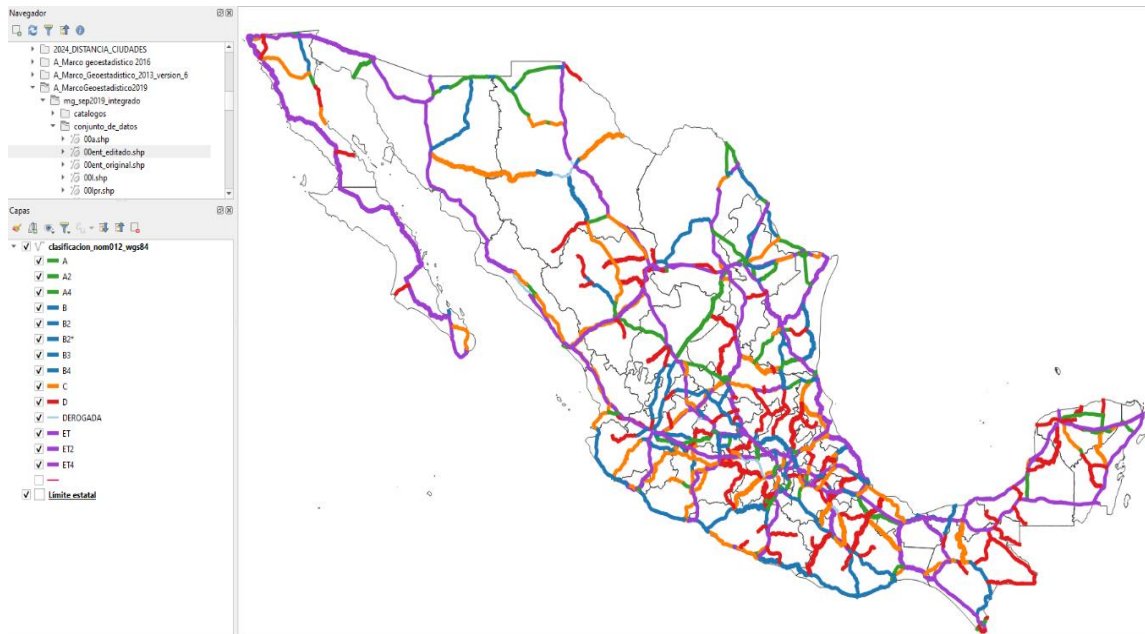 Navegador
2024_DISTANCIA_CIUDADES
A_Marco geoestadistico 2016
A_Marco_Geoestadistico_2013_version_6
A_MarcoGeoestadistico2019
mg_sep2019_integrado
catalogos
conjunto_de_datos
00a.shp
00ent_editado.shp
00ent_original.shp
00l.shp
00lpr.shp
Capas
clasificacion_nom012_wgs84
A
A2
A4
B
B2
B2*
B3
B4
C
D
DEROGADA
ET
ET2
ET4
Límite estatal